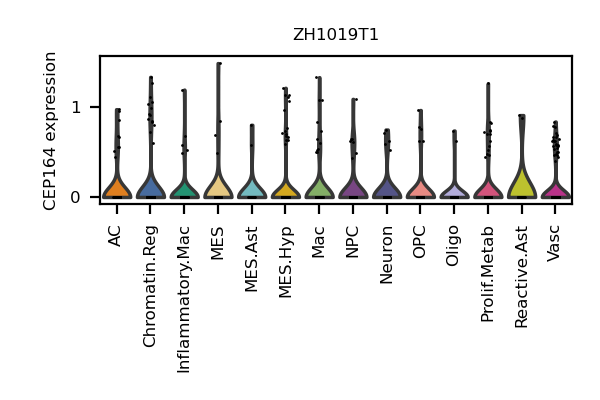 ZH1019T1
CEP164 expression
1
0
AC
Chromatin.Reg
Inflammatory.Mac
MES
MES.Ast
MES.Hyp
Mac
NPC
Neuron
OPC
Oligo
Prolif.Metab
Reactive.Ast
Vasc